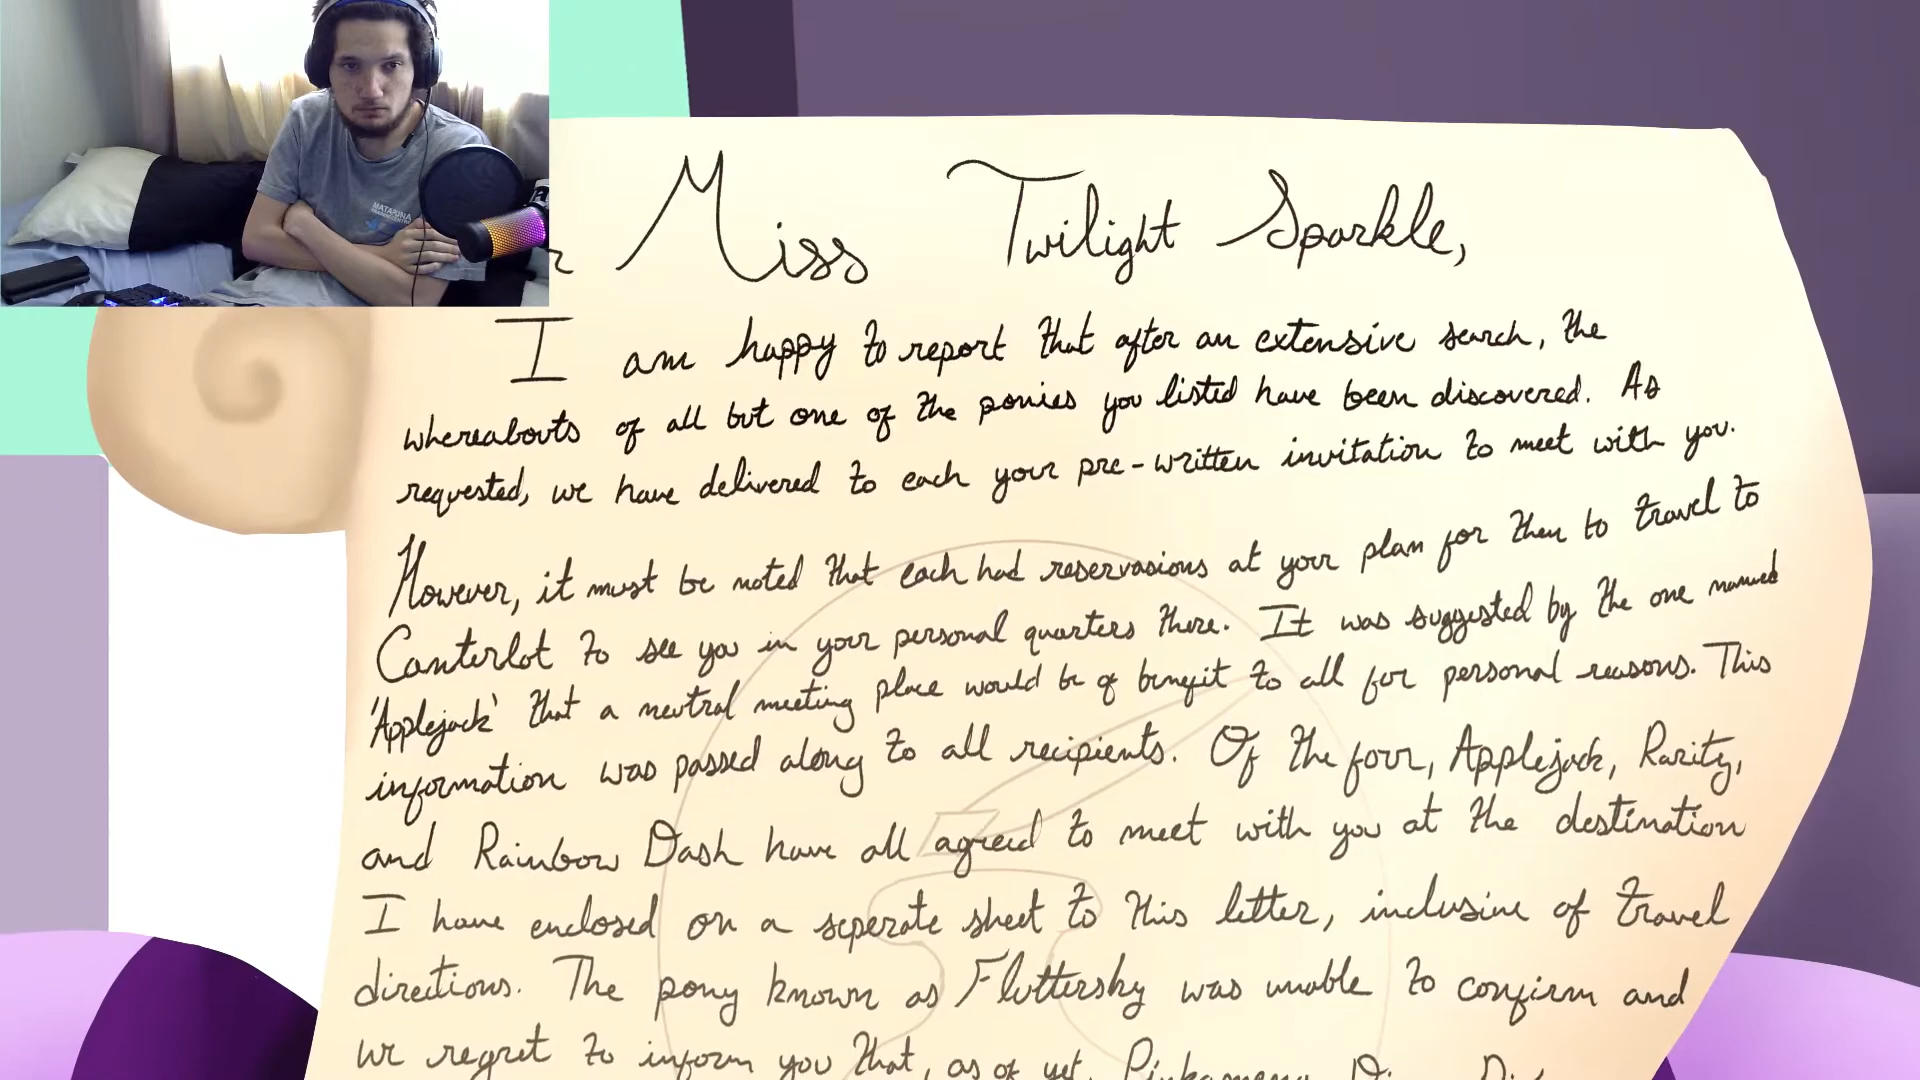 MATAPUNA
Miss Twilight Sparkle,
I am happy to report that after an extensive search, the
whereabouts of all but one of the ponies you listed have been discovered. As
requested, we have delivered to each your pre-written invitation to meet with you.
However, it must be noted that each had reservasions at your plan for them to travel to
Canterlot to see you in your personal quarters there. It was suggested by the one named
'Applejack' that a neutral meeting place would be of benefit to all for personal reasons. This
information was passed along to all recipients. Of the four, Applejack, Rarity,
and Rainbow Dash have all agreed to meet with you at the destination
I have enclosed on a seperate sheet to this letter, inclusive of travel
directions. The pony known as Fluttershy was unable to confirm and
we regret to inform you that, as of yet, Pinkamena